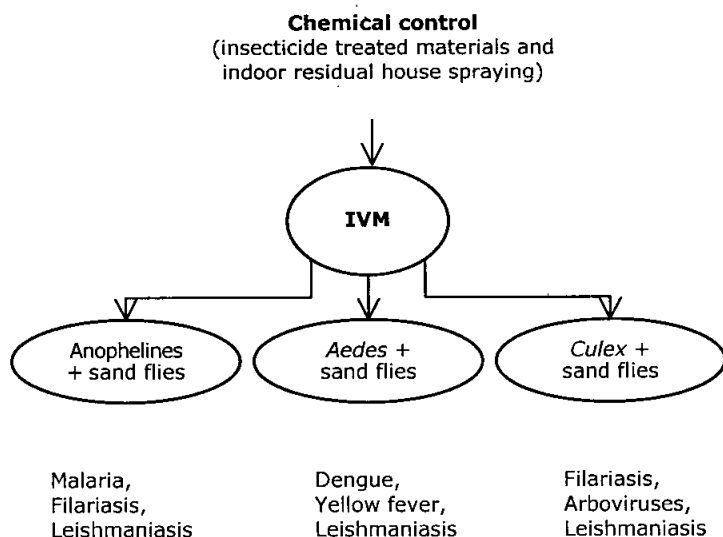 Chemical control
(insecticide treated materials and
indoor residual house spraying)
IVM
Anophelines
+ sand flies
Aedes +
sand flies
Culex +
sand flies
Malaria,
Filariasis,
Leishmaniasis
Dengue,
Yellow fever,
Leishmaniasis
Filariasis,
Arboviruses,
Leishmaniasis